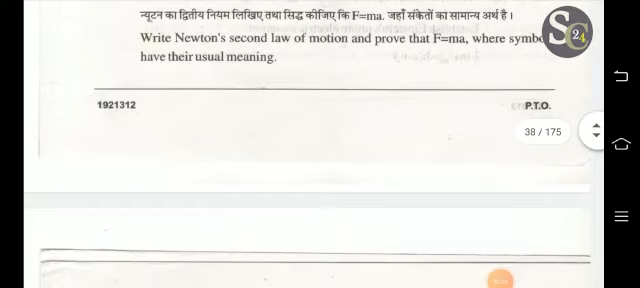 न्यूटन का द्वितीय नियम लिखिए तथा सिद्ध कीजिए कि F=ma. जहाँ संकेतों का सामान्य अर्थ है ।
Write Newton's second law of motion and prove that F=ma, where symbo
have their usual meaning.
1921312
P.T.O.
38 / 175
S
24